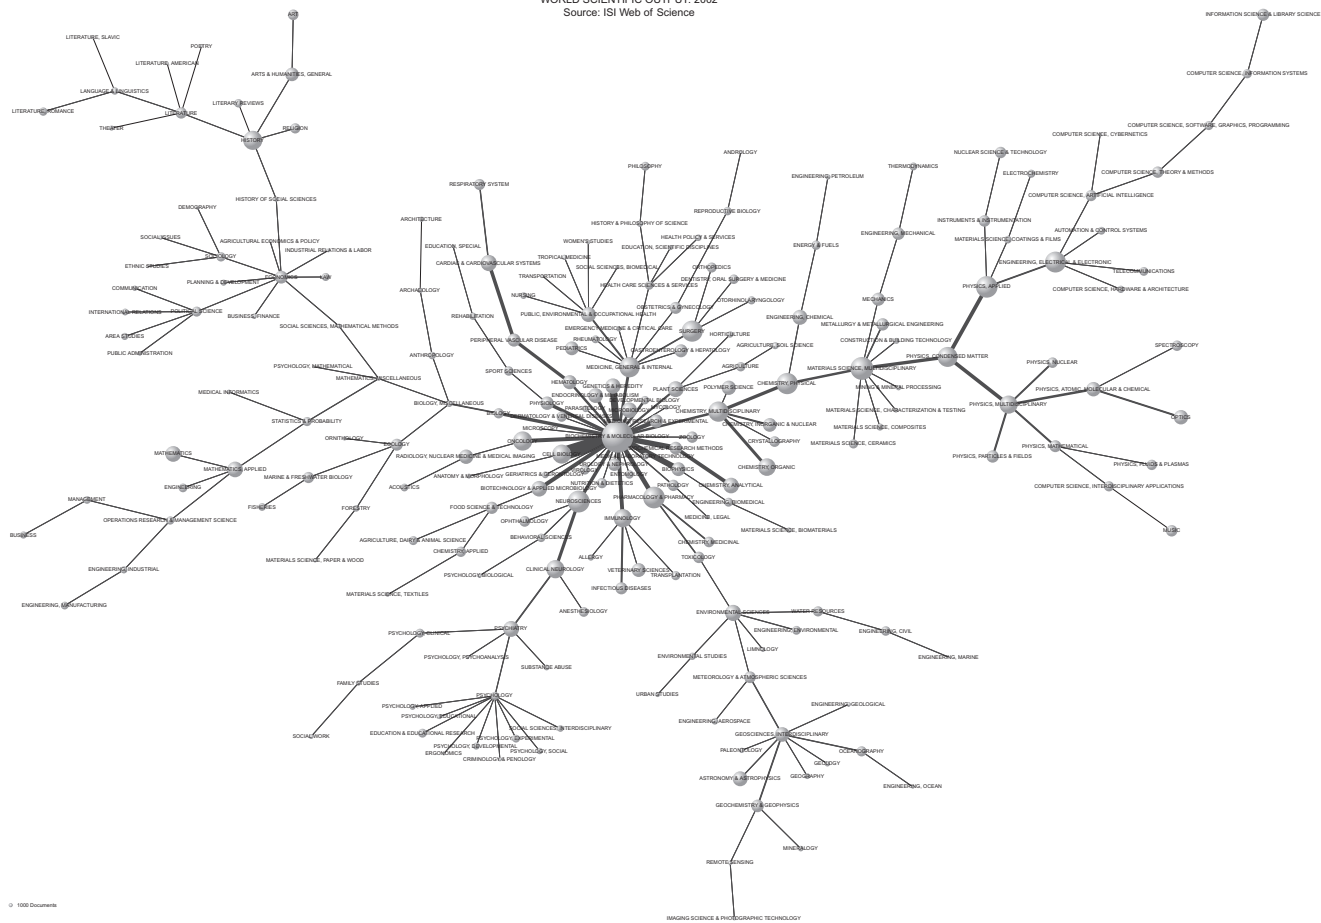 Source: ISI Web of Science
ART
INFORMATION SCIENCE & LIBRARY SCIENCE
LITERATURE, SLAVIC
POETRY
LITERATURE, AMERICAN
ARTS & HUMANITIES, GENERAL
COMPUTER SCIENCE, INFORMATION SYSTEMS
LANGUAGE & LINGUISTICS
LITERARY REVIEWS
LITERATURE, ROMANCE
LITERATURE
THEATER
RELIGION
HISTORY
COMPUTER SCIENCE, SOFTWARE, GRAPHICS, PROGRAMMING
COMPUTER SCIENCE, CYBERNETICS
ANDROLOGY
NUCLEAR SCIENCE & TECHNOLOGY
PHILOSOPHY
THERMODYNAMICS
ENGINEERING, PETROLEUM
ELECTROCHEMISTRY
COMPUTER SCIENCE, THEORY & METHODS
RESPIRATORY SYSTEM
HISTORY OF SOCIAL SCIENCES
COMPUTER SCIENCE, ARTIFICIAL INTELLIGENCE
DEMOGRAPHY
REPRODUCTIVE BIOLOGY
ARCHITECTURE
HISTORY & PHILOSOPHY OF SCIENCE
INSTRUMENTS & INSTRUMENTATION
ENGINEERING, MECHANICAL
AUTOMATION & CONTROL SYSTEMS
SOCIAL ISSUES
AGRICULTURAL ECONOMICS & POLICY
WOMEN'S STUDIES
HEALTH POLICY & SERVICES
MATERIALS SCIENCE, COATINGS & FILMS
EDUCATION, SPECIAL
EDUCATION, SCIENTIFIC DISCIPLINES
ENERGY & FUELS
INDUSTRIAL RELATIONS & LABOR
SOCIOLOGY
TROPICAL MEDICINE
CARDIAC & CARDIOVASCULAR SYSTEMS
ENGINEERING, ELECTRICAL & ELECTRONIC
ETHNIC STUDIES
SOCIAL SCIENCES, BIOMEDICAL
ORTHOPEDICS
TELECOMMUNICATIONS
ECONOMICS
LAW
TRANSPORTATION
DENTISTRY, ORAL SURGERY & MEDICINE
PLANNING & DEVELOPMENT
HEALTH CARE SCIENCES & SERVICES
PHYSICS, APPLIED
COMPUTER SCIENCE, HARDWARE & ARCHITECTURE
COMMUNICATION
ARCHAEOLOGY
NURSING
OTORHINOLARYNGOLOGY
MECHANICS
OBSTETRICS & GYNECOLOGY
INTERNATIONAL RELATIONS
POLITICAL SCIENCE
BUSINESS, FINANCE
REHABILITATION
PUBLIC, ENVIRONMENTAL & OCCUPATIONAL HEALTH
ENGINEERING, CHEMICAL
SOCIAL SCIENCES, MATHEMATICAL METHODS
EMERGENCY MEDICINE & CRITICAL CARE
SURGERY
METALLURGY & METALLURGICAL ENGINEERING
HORTICULTURE
AREA STUDIES
PERIPHERAL VASCULAR DISEASE
RHEUMATOLOGY
CONSTRUCTION & BUILDING TECHNOLOGY
AGRICULTURE, SOIL SCIENCE
SPECTROSCOPY
PEDIATRICS
GASTROENTEROLOGY & HEPATOLOGY
PUBLIC ADMINISTRATION
ANTHROPOLOGY
PHYSICS, CONDENSED MATTER
PHYSICS, NUCLEAR
PSYCHOLOGY, MATHEMATICAL
SPORT SCIENCES
MEDICINE, GENERAL & INTERNAL
AGRICULTURE
MATERIALS SCIENCE, MULTIDISCIPLINARY
MATHEMATICS, MISCELLANEOUS
HEMATOLOGY
CHEMISTRY, PHYSICAL
GENETICS & HEREDITY
PLANT SCIENCES
POLYMER SCIENCE
MINING & MINERAL PROCESSING
PHYSICS, ATOMIC, MOLECULAR & CHEMICAL
MEDICAL INFORMATICS
ENDOCRINOLOGY & METABOLISM
DEVELOPMENTAL BIOLOGY
BIOLOGY, MISCELLANEOUS
PHYSIOLOGY
PHYSICS, MULTIDISCIPLINARY
BIOLOGY
CHEMISTRY, MULTIDISCIPLINARY
MATERIALS SCIENCE, CHARACTERIZATION & TESTING
OPTICS
STATISTICS & PROBABILITY
MICROSCOPY
CHEMISTRY, INORGANIC & NUCLEAR
MATERIALS SCIENCE, COMPOSITES
BIOCHEMISTRY & MOLECULAR BIOLOGY
ZOOLOGY
ORNITHOLOGY
ECOLOGY
ONCOLOGY
CRYSTALLOGRAPHY
MATERIALS SCIENCE, CERAMICS
PHYSICS, MATHEMATICAL
MATHEMATICS
CELL BIOLOGY
RADIOLOGY, NUCLEAR MEDICINE & MEDICAL IMAGING
PHYSICS, PARTICLES & FIELDS
PHYSICS, FLUIDS & PLASMAS
MATHEMATICS, APPLIED
BIOPHYSICS
CHEMISTRY, ORGANIC
ANATOMY & MORPHOLOGY
GERIATRICS & GERONTOLOGY
MARINE & FRESHWATER BIOLOGY
NUTRITION & DIETETICS
PATHOLOGY
CHEMISTRY, ANALYTICAL
COMPUTER SCIENCE, INTERDISCIPLINARY APPLICATIONS
ENGINEERING
ACOUSTICS
BIOTECHNOLOGY & APPLIED MICROBIOLOGY
MANAGEMENT
NEUROSCIENCES
PHARMACOLOGY & PHARMACY
ENGINEERING, BIOMEDICAL
FISHERIES
FORESTRY
FOOD SCIENCE & TECHNOLOGY
OPERATIONS RESEARCH & MANAGEMENT SCIENCE
OPHTHALMOLOGY
IMMUNOLOGY
MEDICINE, LEGAL
MATERIALS SCIENCE, BIOMATERIALS
MUSIC
BUSINESS
AGRICULTURE, DAIRY & ANIMAL SCIENCE
BEHAVIORAL SCIENCES
CHEMISTRY, MEDICINAL
CHEMISTRY, APPLIED
ALLERGY
TOXICOLOGY
MATERIALS SCIENCE, PAPER & WOOD
ENGINEERING, INDUSTRIAL
CLINICAL NEUROLOGY
VETERINARY SCIENCES
PSYCHOLOGY, BIOLOGICAL
TRANSPLANTATION
INFECTIOUS DISEASES
MATERIALS SCIENCE, TEXTILES
ENGINEERING, MANUFACTURING
ANESTHESIOLOGY
ENVIRONMENTAL SCIENCES
WATER RESOURCES
PSYCHIATRY
PSYCHOLOGY, CLINICAL
ENGINEERING, ENVIRONMENTAL
ENGINEERING, CIVIL
LIMNOLOGY
PSYCHOLOGY, PSYCHOANALYSIS
ENVIRONMENTAL STUDIES
ENGINEERING, MARINE
SUBSTANCE ABUSE
METEOROLOGY & ATMOSPHERIC SCIENCES
FAMILY STUDIES
PSYCHOLOGY
URBAN STUDIES
PSYCHOLOGY, APPLIED
ENGINEERING, GEOLOGICAL
PSYCHOLOGY, EDUCATIONAL
ENGINEERING, AEROSPACE
SOCIAL SCIENCES, INTERDISCIPLINARY
EDUCATION & EDUCATIONAL RESEARCH
GEOSCIENCES, INTERDISCIPLINARY
SOCIAL WORK
PSYCHOLOGY, EXPERIMENTAL
PSYCHOLOGY, DEVELOPMENTAL
PSYCHOLOGY, SOCIAL
PALEONTOLOGY
OCEANOGRAPHY
ERGONOMICS
CRIMINOLOGY & PENOLOGY
GEOLOGY
GEOGRAPHY
ASTRONOMY & ASTROPHYSICS
ENGINEERING, OCEAN
GEOCHEMISTRY & GEOPHYSICS
MINERALOGY
REMOTE SENSING
1000 Documents
IMAGING SCIENCE & PHOTOGRAPHIC TECHNOLOGY